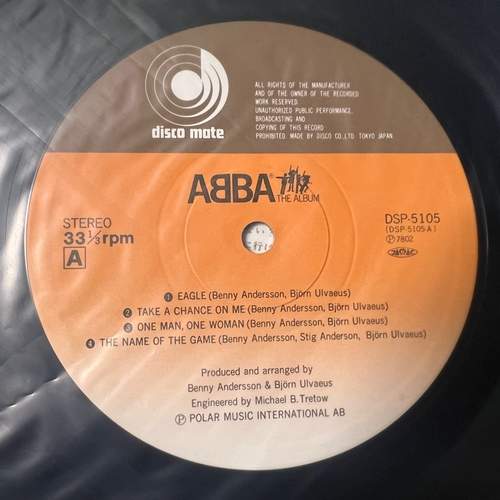 disco mate
ALL RIGHTS OF THE MANUFACTURER
AND OF THE OWNER OF THE RECORDED
WORK RESERVED
UNAUTHORIZED PUBLIC PERFORMANCE,
BROADCASTING AND
COPYING OF THIS RECORD
PROHIBITED. MADE BY DISCO CO., LTD. TOKYO JAPAN.
ABBA THE ALBUM
STEREO
33⅓rpm
A
DSP-5105
(DSP-5105-A)
Ⓟ7802
① EAGLE (Benny Andersson, Björn Ulvaeus)
② TAKE A CHANCE ON ME (Benny Andersson, Björn Ulvaeus)
③ ONE MAN, ONE WOMAN (Benny Andersson, Björn Ulvaeus)
④ THE NAME OF THE GAME (Benny Andersson, Stig Anderson, Björn Ulvaeus)
Produced and arranged by
Benny Andersson & Björn Ulvaeus
Engineered by Michael B. Tretow
Ⓟ POLAR MUSIC INTERNATIONAL AB